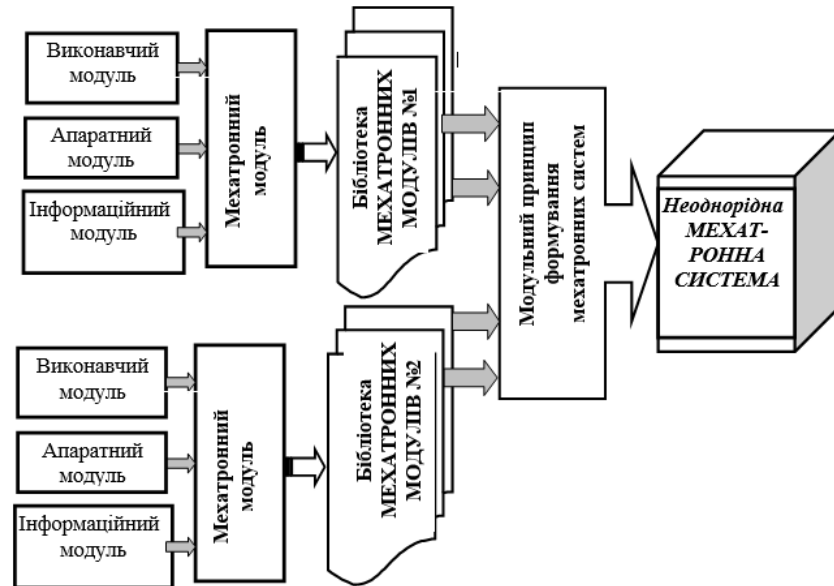 Виконавчий
модуль
Апаратний
модуль
Інформаційний
модуль
Мехатронний
модуль
Бібліотека
МЕХАТРОННИХ
МОДУЛІВ №1
Виконавчий
модуль
Апаратний
модуль
Інформаційний
модуль
Мехатронний
модуль
Бібліотека
МЕХАТРОННИХ
МОДУЛІВ №2
Модульний принцип
формування
мехатронних систем
Неоднорідна
МЕХАТ-
РОННА
СИСТЕМА